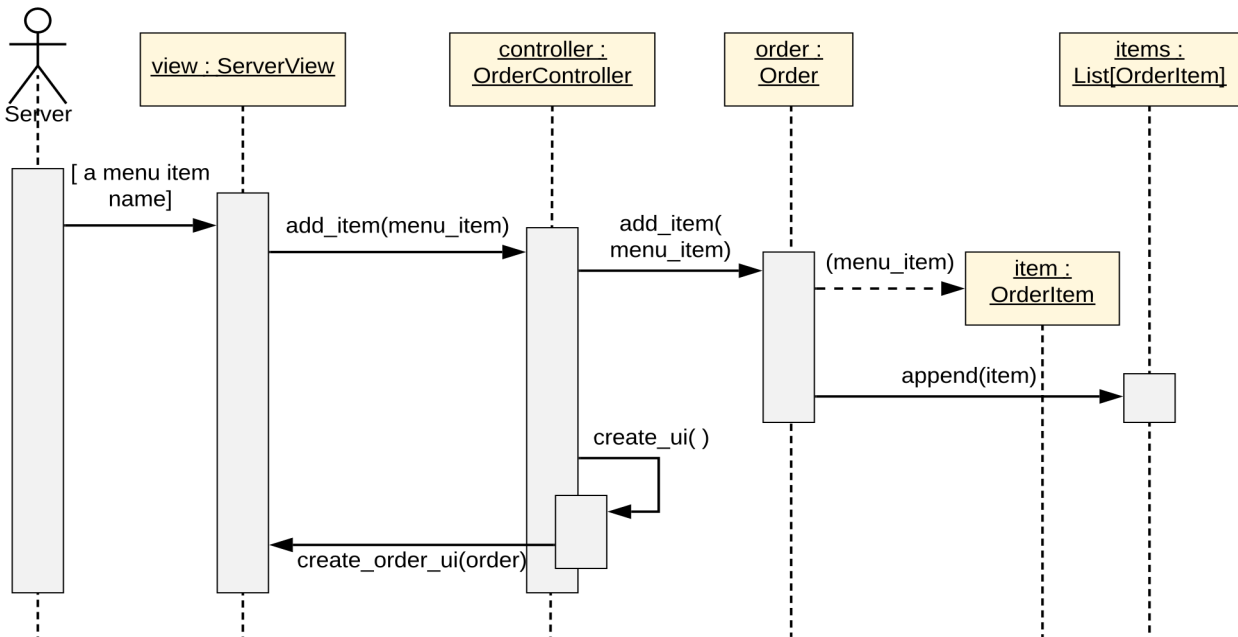 Server
view : ServerView
controller :
OrderController
order :
Order
items :
List[OrderItem]
[ a menu item
name]
add_item(menu_item)
add_item(
menu_item)
(menu_item)
item :
OrderItem
append(item)
create_ui( )
create_order_ui(order)